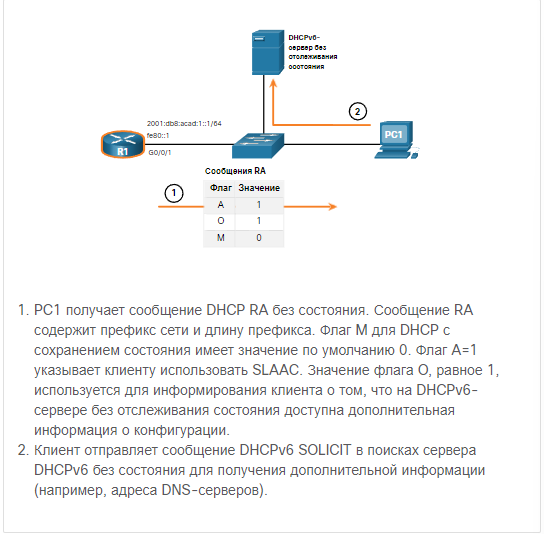 DHCPv6-
сервер без
отслеживания
состояния
2
2001:db8:acad:1::1/64
fe80::1
PC1
R1
G0/0/1
Сообщения RA
Флаг Значение
1
A 1
O 1
M 0
1. PC1 получает сообщение DHCP RA без состояния. Сообщение RA
содержит префикс сети и длину префикса. Флаг M для DHCP с
сохранением состояния имеет значение по умолчанию 0. Флаг A=1
указывает клиенту использовать SLAAC. Значение флага O, равное 1,
используется для информирования клиента о том, что на DHCPv6-
сервере без отслеживания состояния доступна дополнительная
информация о конфигурации.
2. Клиент отправляет сообщение DHCPv6 SOLICIT в поисках сервера
DHCPv6 без состояния для получения дополнительной информации
(например, адреса DNS-серверов).